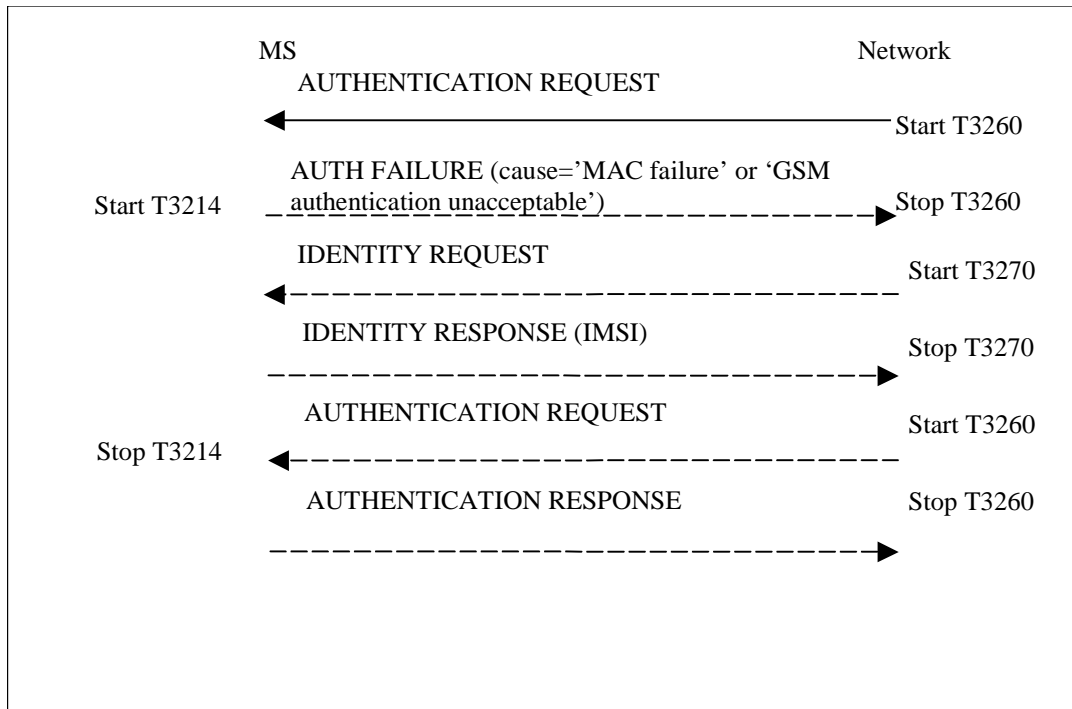 MS
Network
AUTHENTICATION REQUEST
Start T3260
AUTH FAILURE (cause=’MAC failure’ or ‘GSM
authentication unacceptable’)
Start T3214
Stop T3260
IDENTITY REQUEST
Start T3270
IDENTITY RESPONSE (IMSI)
Stop T3270
AUTHENTICATION REQUEST
Start T3260
Stop T3214
AUTHENTICATION RESPONSE
Stop T3260